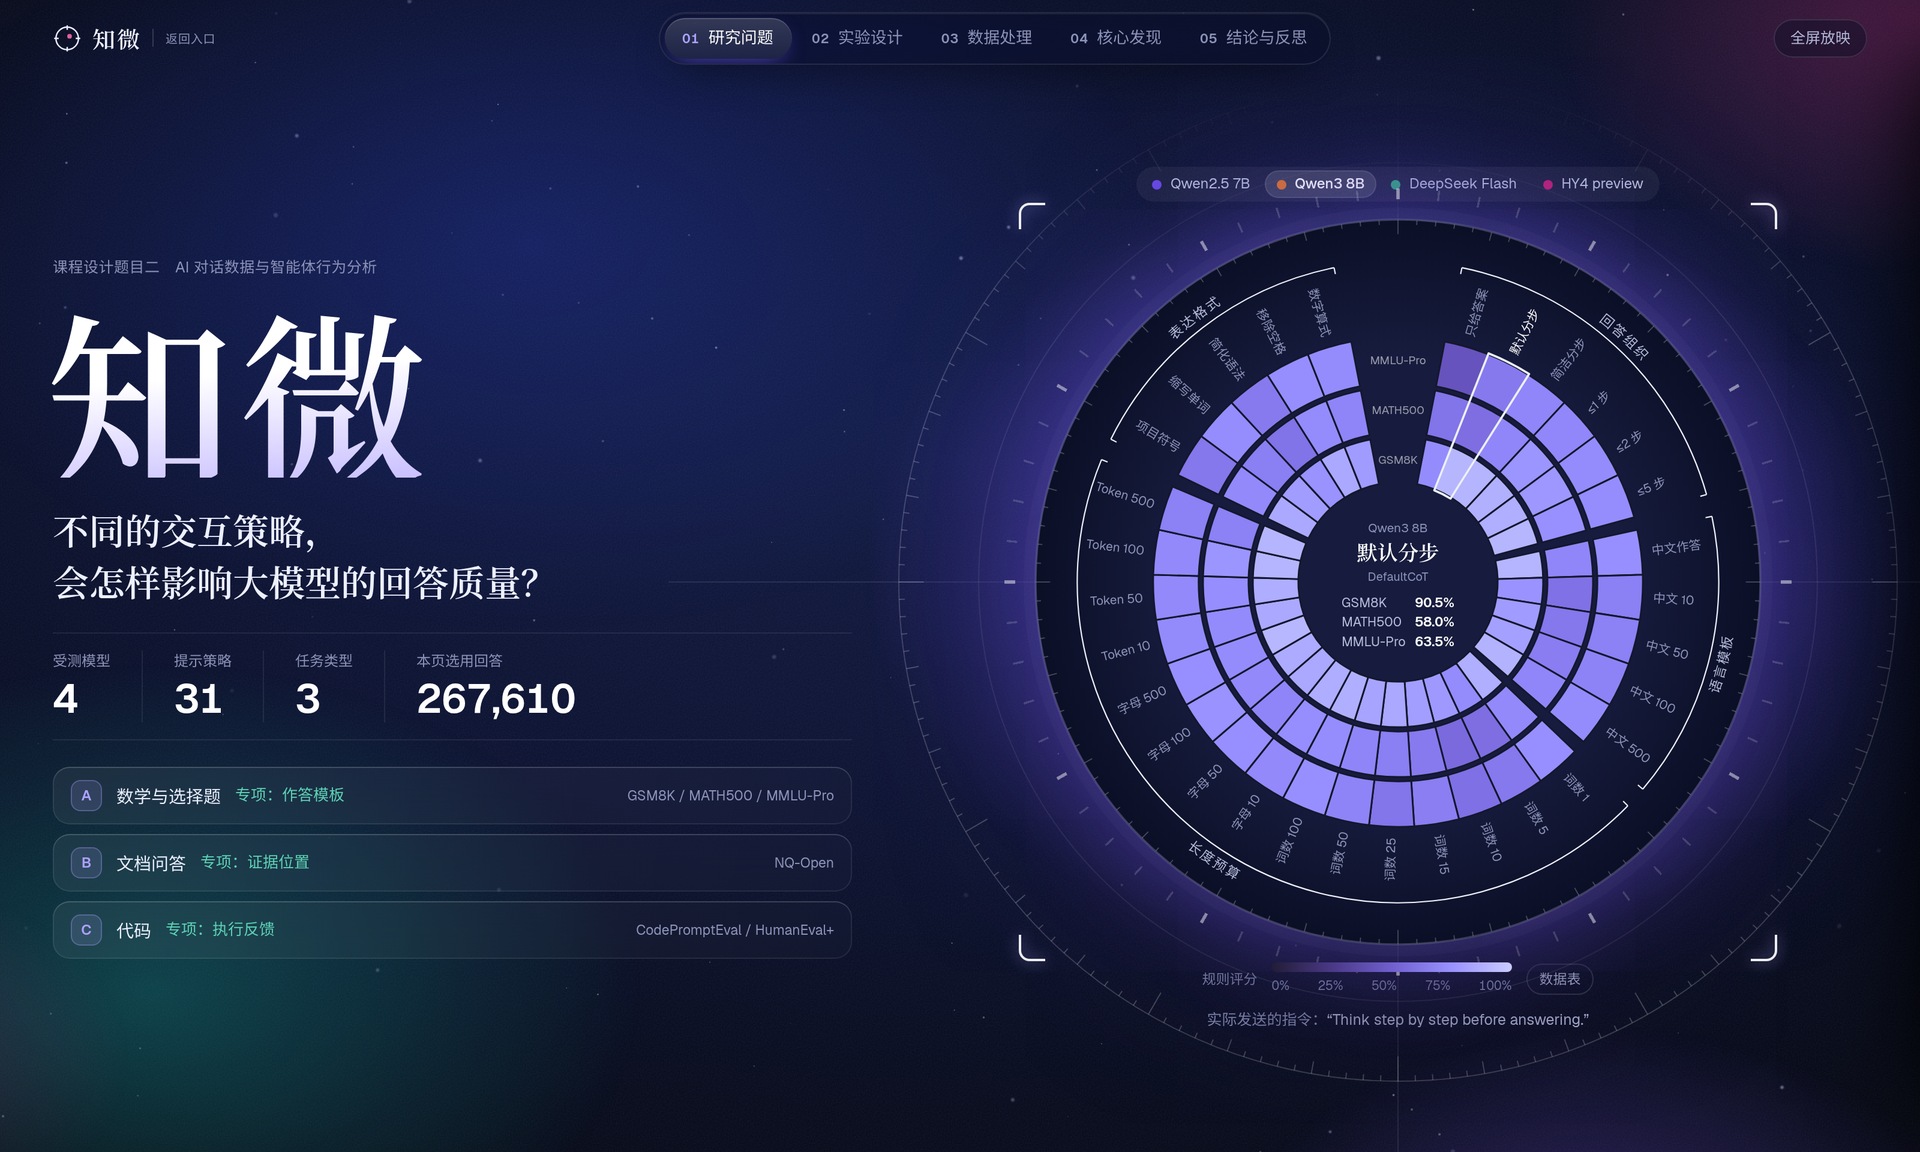 知微
返回入口
01 研究问题
02 实验设计
03 数据处理
04 核心发现
05 结论与反思
全屏放映
课程设计题目二 AI 对话数据与智能体行为分析
知微
不同的交互策略，
会怎样影响大模型的回答质量？
受测模型
4
提示策略
31
任务类型
3
本页选用回答
267,610
A 数学与选择题 专项：作答模板 GSM8K / MATH500 / MMLU-Pro
B 文档问答 专项：证据位置 NQ-Open
C 代码 专项：执行反馈 CodePromptEval / HumanEval+
Qwen2.5 7B
Qwen3 8B
DeepSeek Flash
HY4 preview
回答组织
只给答案
默认分步
简洁分步
≤1 步
≤2 步
≤5 步
语言模板
中文作答
中文 10
中文 50
中文 100
中文 500
长度预算
词数 1
词数 5
词数 10
词数 15
词数 25
词数 50
词数 100
字母 10
字母 50
字母 100
字母 500
Token 10
Token 50
Token 100
Token 500
表达格式
项目符号
缩写单词
简化语法
移除空格
数字算式
MMLU-Pro
MATH500
GSM8K
Qwen3 8B
默认分步
DefaultCoT
GSM8K 90.5%
MATH500 58.0%
MMLU-Pro 63.5%
规则评分
0% 25% 50% 75% 100%
数据表
实际发送的指令：“Think step by step before answering.”